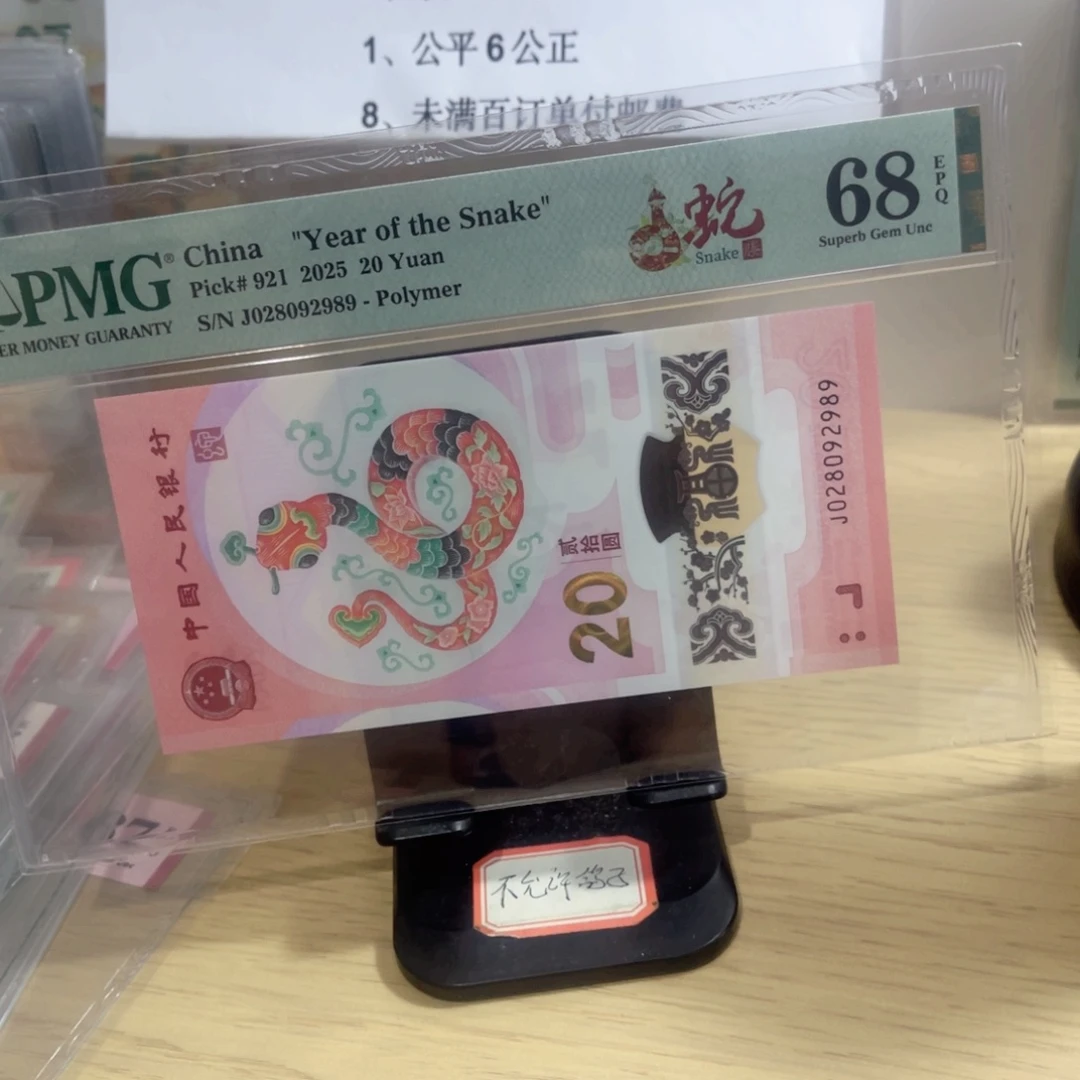 1、公平6公正
8、未满百订单付邮费
PMG® China "Year of the Snake"
Pick# 921 2025 20 Yuan
S/N J028092989 - Polymer
ER MONEY GUARANTY
蛇
Snake
68
EPQ
Superb Gem Unc
中国人民银行
贰拾圆
20
J028092989
不允许